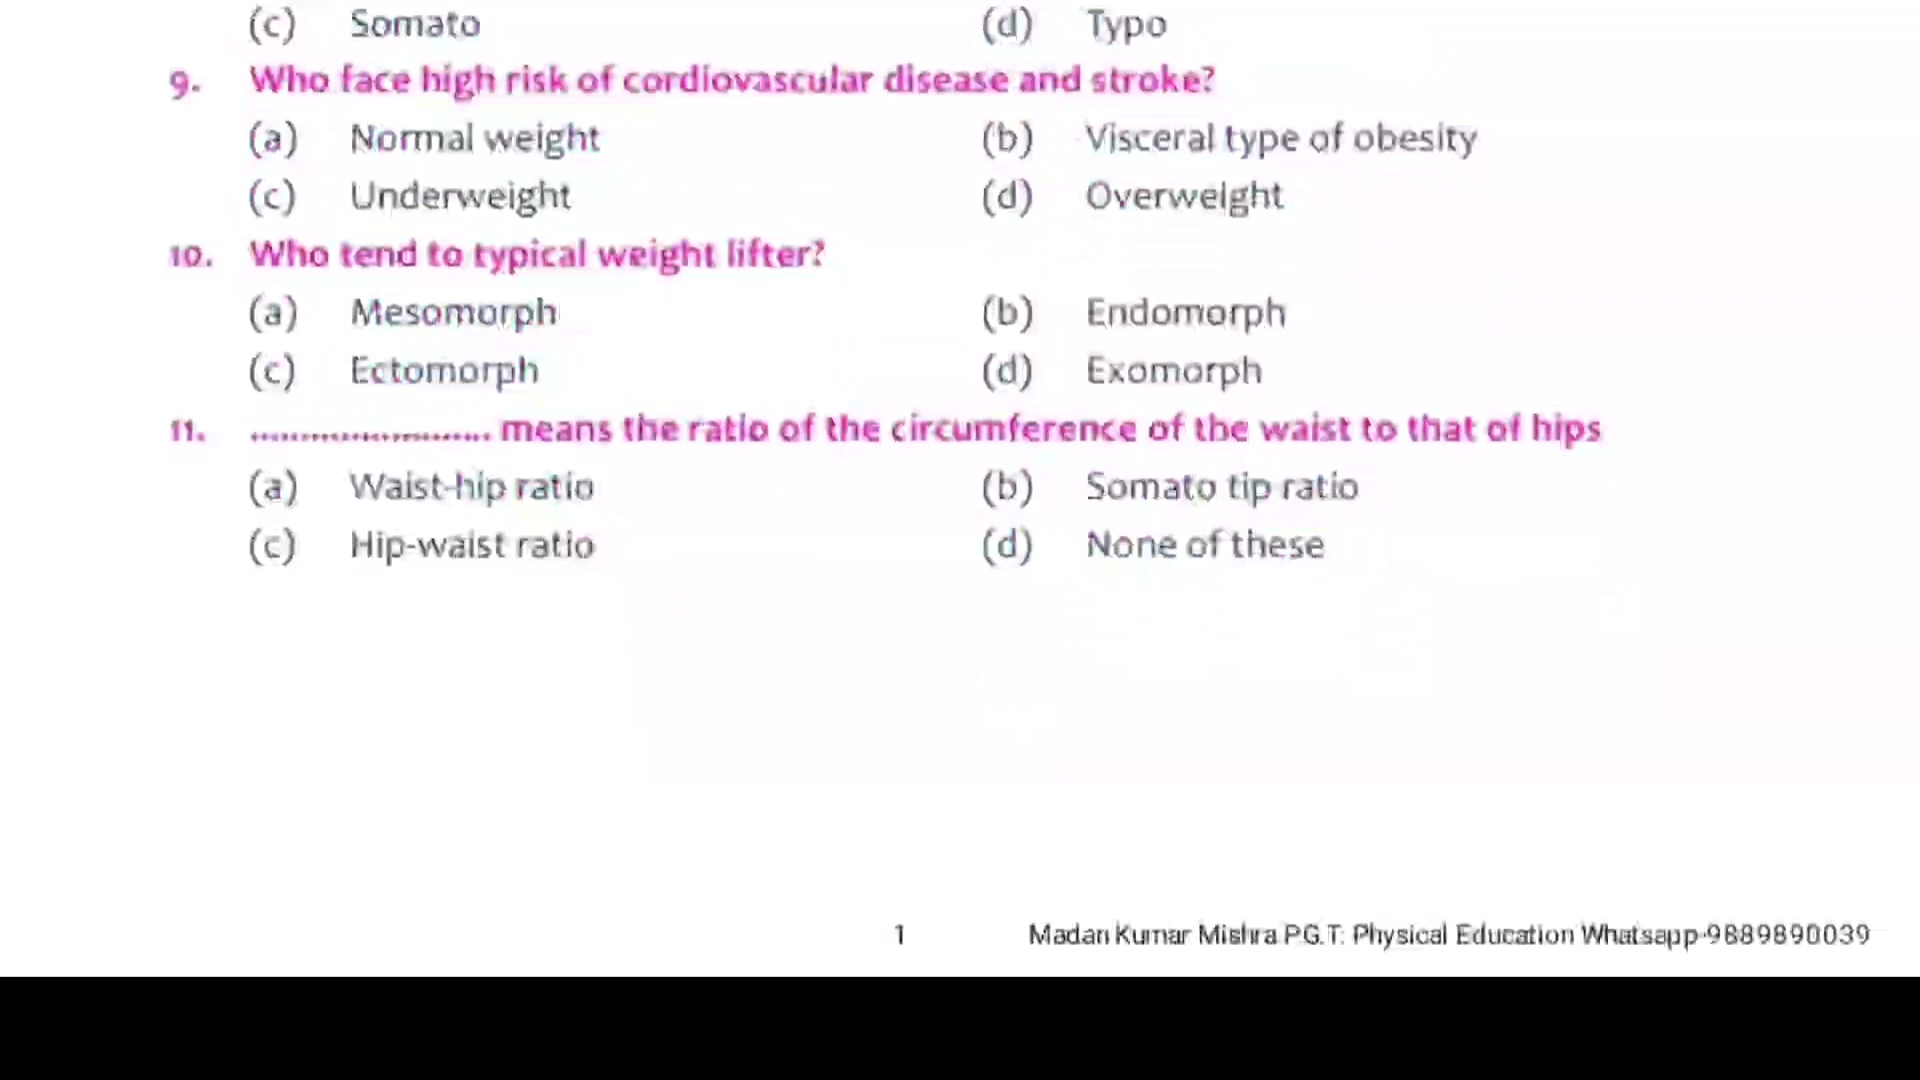 (c) Somato (d) Typo
9. Who face high risk of cordiovascular disease and stroke?
(a) Normal weight (b) Visceral type of obesity
(c) Underweight (d) Overweight
10. Who tend to typical weight lifter?
(a) Mesomorph (b) Endomorph
(c) Ectomorph (d) Exomorph
11. ........................ means the ratio of the circumference of the waist to that of hips
(a) Waist-hip ratio (b) Somato tip ratio
(c) Hip-waist ratio (d) None of these
1 Madan Kumar Mishra P.G.T. Physical Education Whatsapp-9889890039